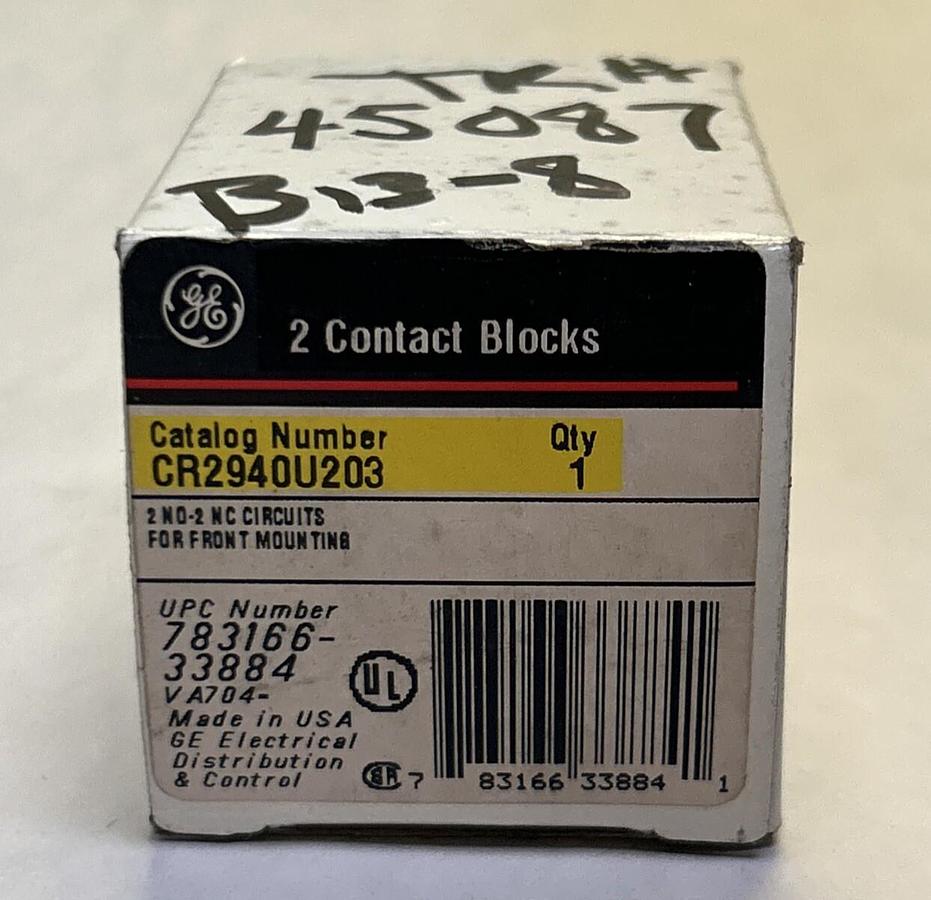 TR#
45087
B13-8
GE
2 Contact Blocks
Catalog Number Qty
CR2940U203 1
2 NO-2 NC CIRCUITS
FOR FRONT MOUNTING
UPC Number
783166-
33884
VA704-
Made in USA
GE Electrical
Distribution
& Control
UL
7 83166 33884 1